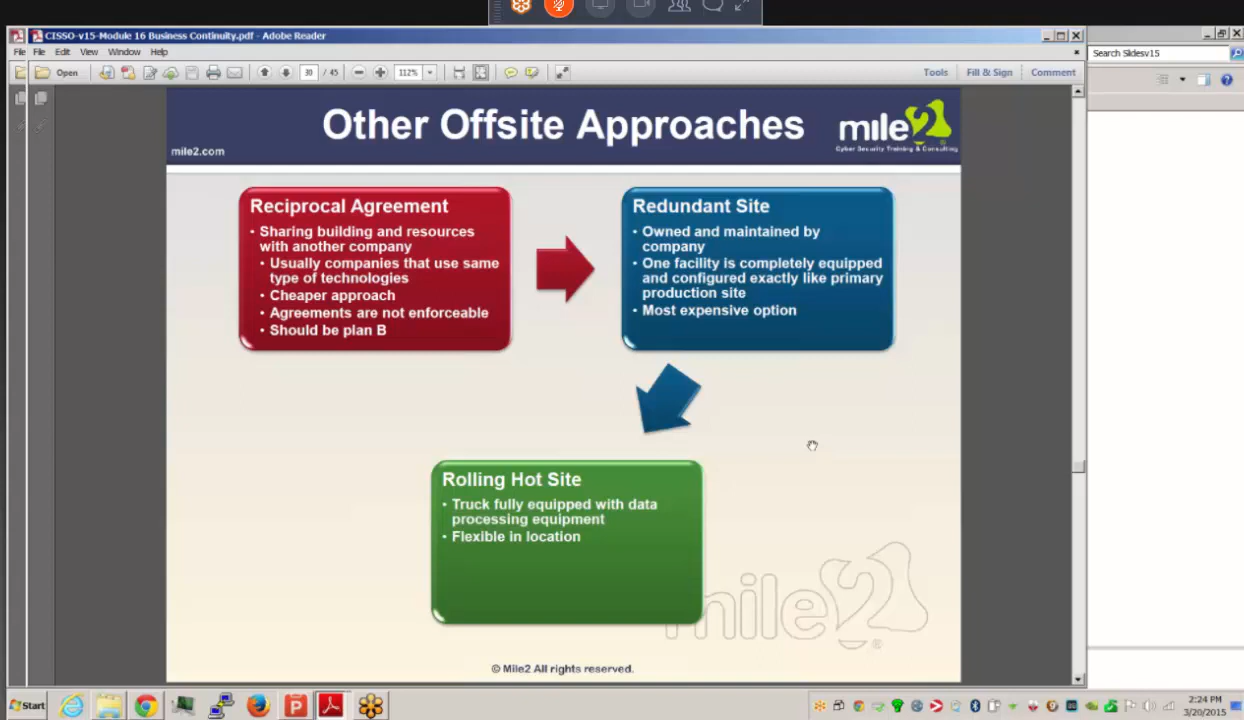 CISSO-v15-Module 16 Business Continuity.pdf - Adobe Reader
File File Edit View Window Help
Search Slidesv15
Open 30 / 45 112% Tools Fill & Sign Comment
Other Offsite Approaches
mile2.com
mile2
Cyber Security Training & Consulting
Reciprocal Agreement
• Sharing building and resources
with another company
• Usually companies that use same
type of technologies
• Cheaper approach
• Agreements are not enforceable
• Should be plan B
Redundant Site
• Owned and maintained by
company
• One facility is completely equipped
and configured exactly like primary
production site
• Most expensive option
Rolling Hot Site
• Truck fully equipped with data
processing equipment
• Flexible in location
mile2
© Mile2 All rights reserved.
Start
2:24 PM
3/20/2015